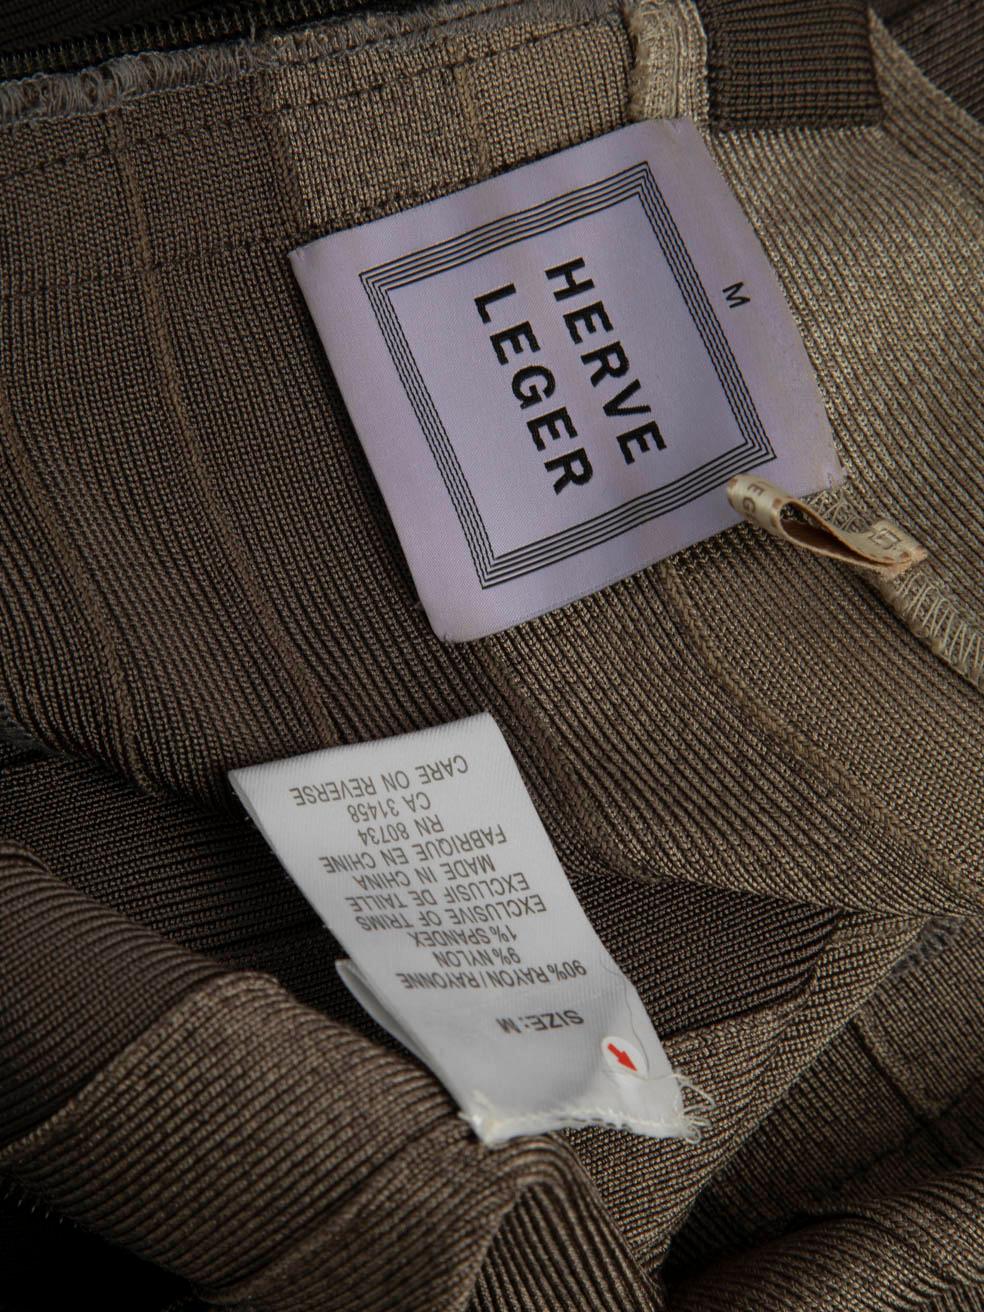 HERVE
LEGER
M
SIZE: M
90% RAYON / RAYONNE
9% NYLON
1% SPANDEX
EXCLUSIVE OF TRIMS
EXCLUSIF DE TAILLE
MADE IN CHINA
FABRIQUE EN CHINE
RN 80734
CA 31458
CARE ON REVERSE